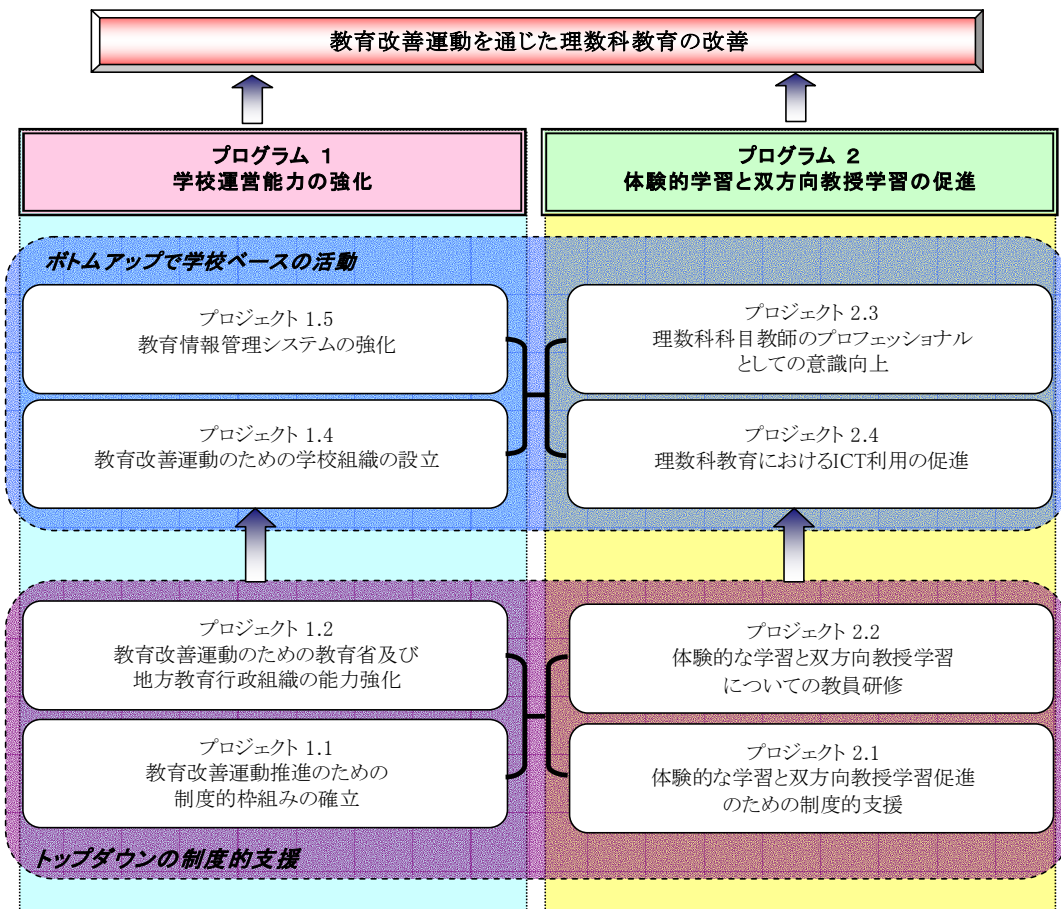 教育改善運動を通じた理数科教育の改善
プログラム 1
学校運営能力の強化
プログラム 2
体験的学習と双方向教授学習の促進
ボトムアップで学校ベースの活動
プロジェクト 1.5
教育情報管理システムの強化
プロジェクト 2.3
理数科科目教師のプロフェッショナル
としての意識向上
プロジェクト 1.4
教育改善運動のための学校組織の設立
プロジェクト 2.4
理数科教育におけるICT利用の促進
プロジェクト 1.2
教育改善運動のための教育省及び
地方教育行政組織の能力強化
プロジェクト 2.2
体験的な学習と双方向教授学習
についての教員研修
プロジェクト 1.1
教育改善運動推進のための
制度的枠組みの確立
プロジェクト 2.1
体験的な学習と双方向教授学習促進
のための制度的支援
トップダウンの制度的支援